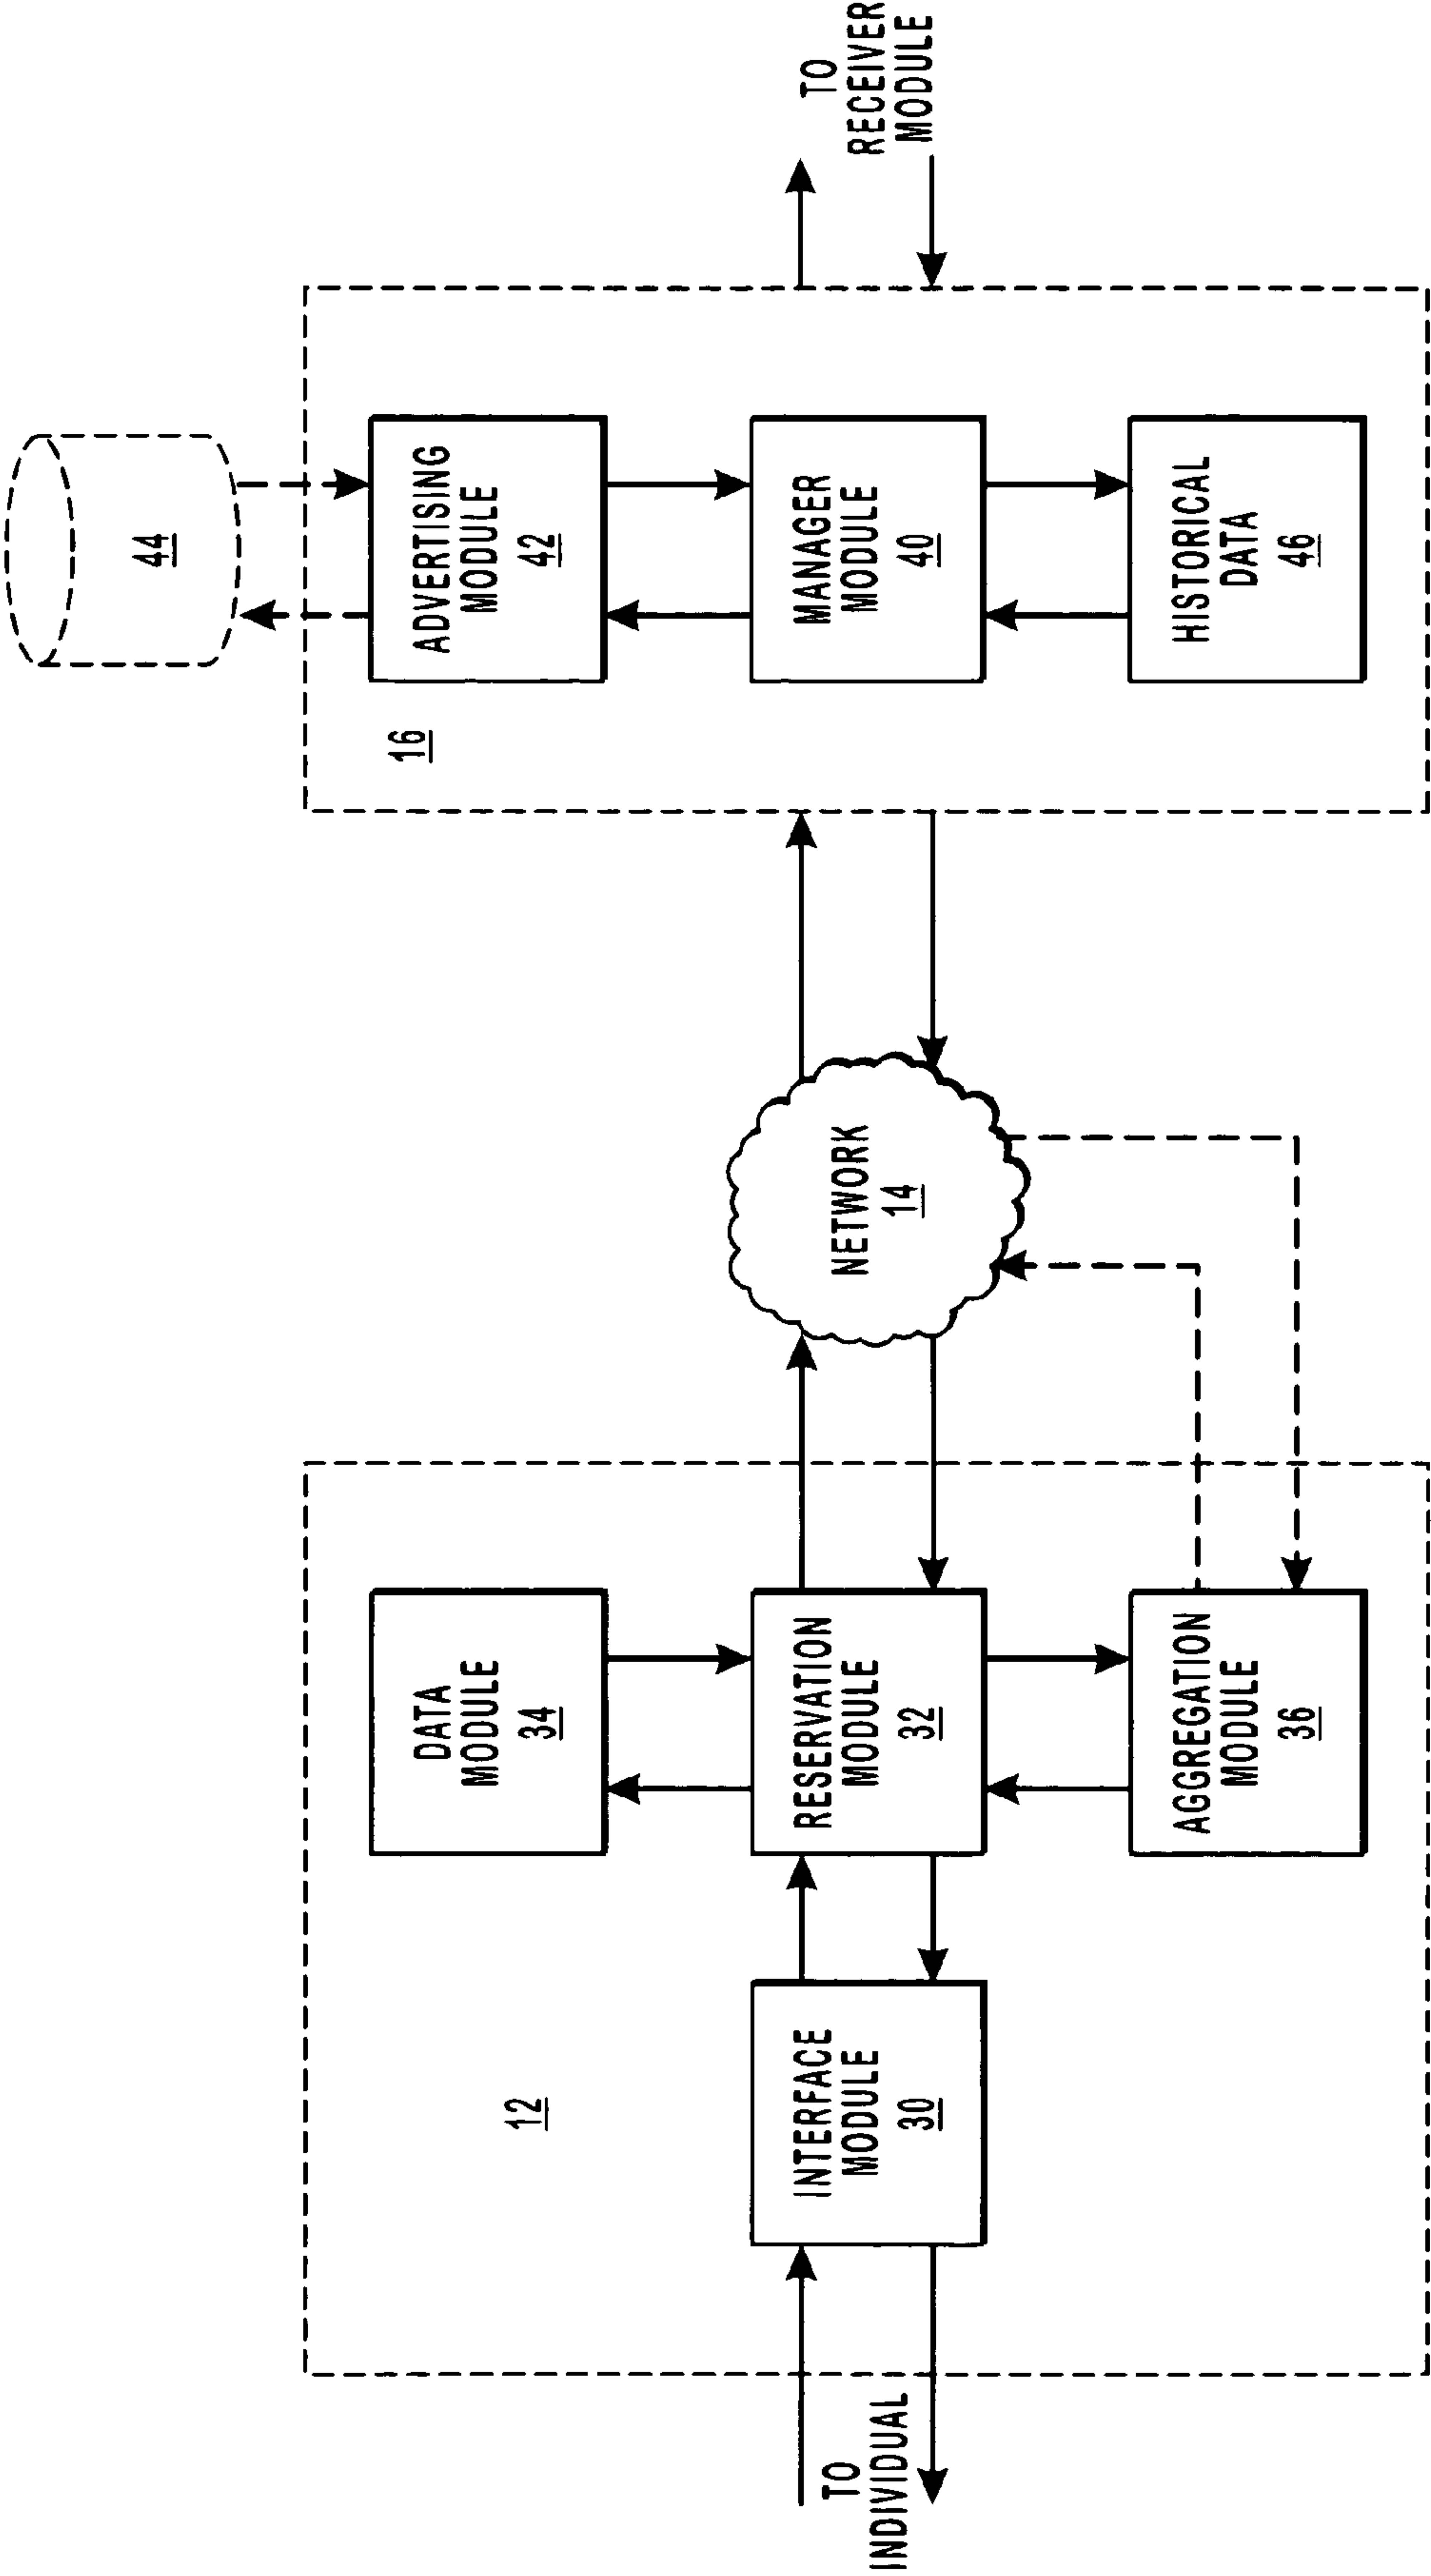 TO
INDIVIDUAL
12
INTERFACE
MODULE
30
DATA
MODULE
34
RESERVATION
MODULE
32
AGGREGATION
MODULE
36
NETWORK
14
16
44
ADVERTISING
MODULE
42
MANAGER
MODULE
40
HISTORICAL
DATA
46
TO
RECEIVER
MODULE